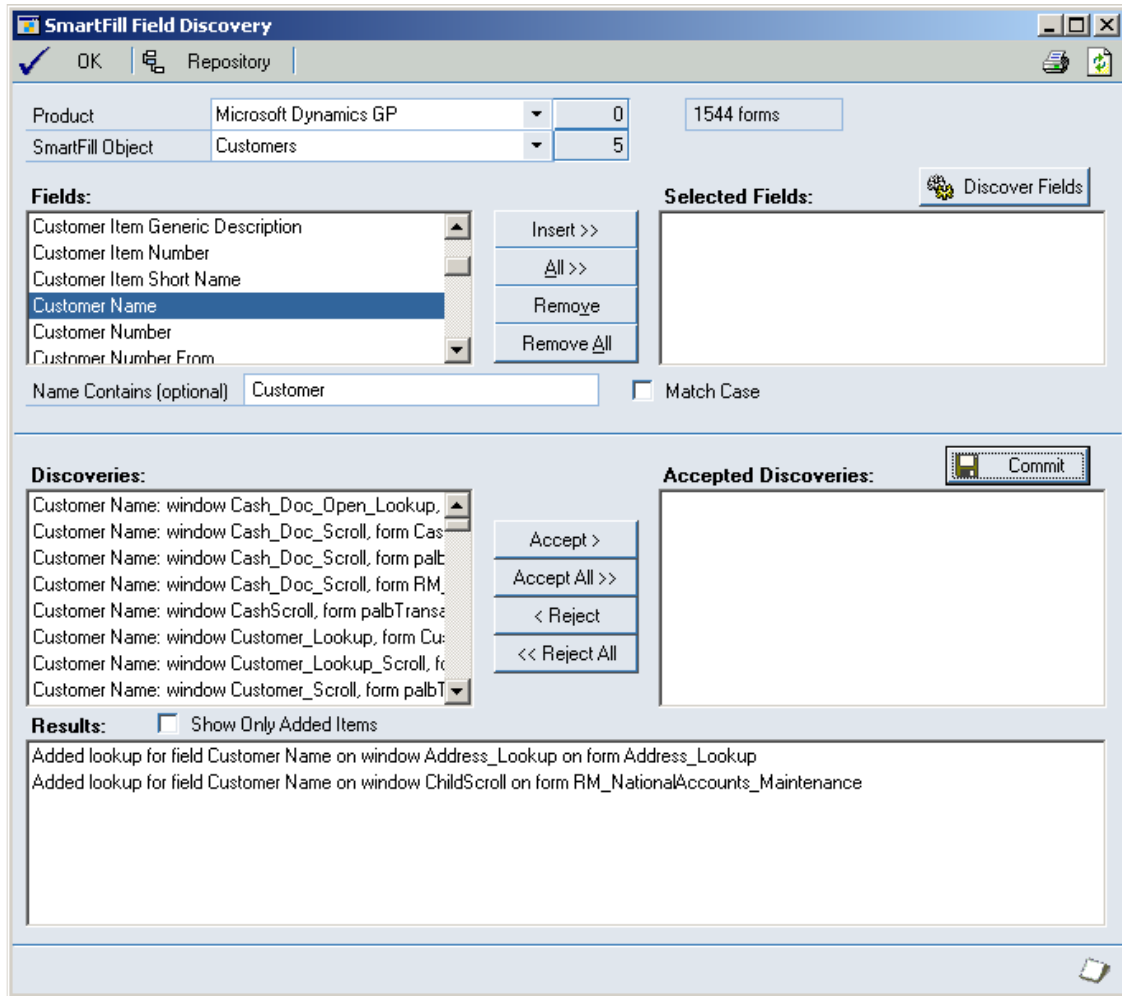 SmartFill Field Discovery
OK Repository
Product Microsoft Dynamics GP 0 1544 forms
SmartFill Object Customers 5
Discover Fields
Fields: Selected Fields:
Customer Item Generic Description
Customer Item Number
Customer Item Short Name
Customer Name
Customer Number
Customer Number From
Insert >>
All >>
Remove
Remove All
Name Contains (optional) Customer Match Case
Commit
Discoveries: Accepted Discoveries:
Customer Name: window Cash_Doc_Open_Lookup,
Customer Name: window Cash_Doc_Scroll, form Cas
Customer Name: window Cash_Doc_Scroll, form palb
Customer Name: window Cash_Doc_Scroll, form RM_
Customer Name: window CashScroll, form palbTransa
Customer Name: window Customer_Lookup, form Cu
Customer Name: window Customer_Lookup_Scroll, fo
Customer Name: window Customer_Scroll, form palbT
Accept >
Accept All >>
< Reject
<< Reject All
Results: Show Only Added Items
Added lookup for field Customer Name on window Address_Lookup on form Address_Lookup
Added lookup for field Customer Name on window ChildScroll on form RM_NationalAccounts_Maintenance